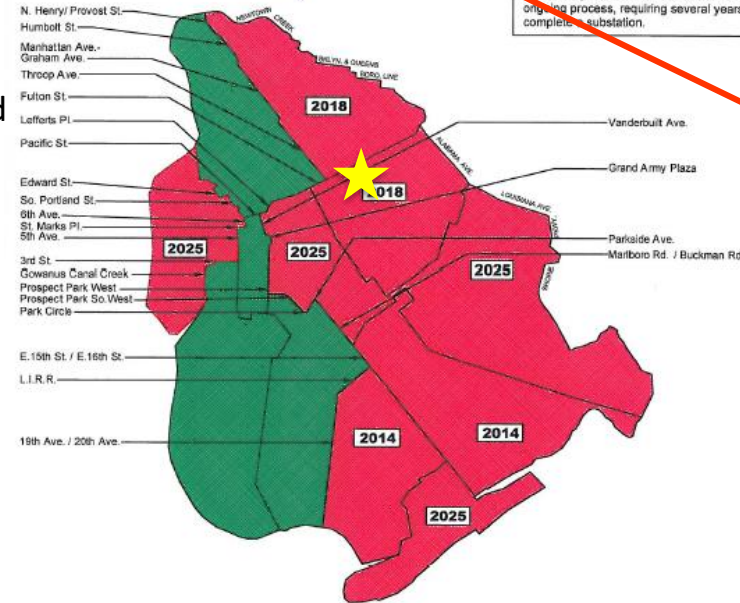 ongoing process, requiring several years
complete a substation.
N. Henry/ Provost St.
Humbolt St.
Manhattan Ave.-
Graham Ave.
Throop Ave.
Fulton St.
Lefferts Pl.
Pacific St.
Edward St.
So. Portland St.
6th Ave.
St. Marks Pl.
5th Ave.
3rd St.
Gowanus Canal Creek
Prospect Park West
Prospect Park So.West
Park Circle
E.15th St. / E.16th St.
L.I.R.R.
19th Ave. / 20th Ave.
NEWTOWN
CREEK
BKLYN. & QUEENS
BORO. LINE
ALABAMA AVE.
LOUISIANA AVE.
Vanderbuilt Ave.
Grand Army Plaza
Parkside Ave.
Marlboro Rd. / Buckman Rd
2018
2018
2025
2025
2025
2014
2014
2025